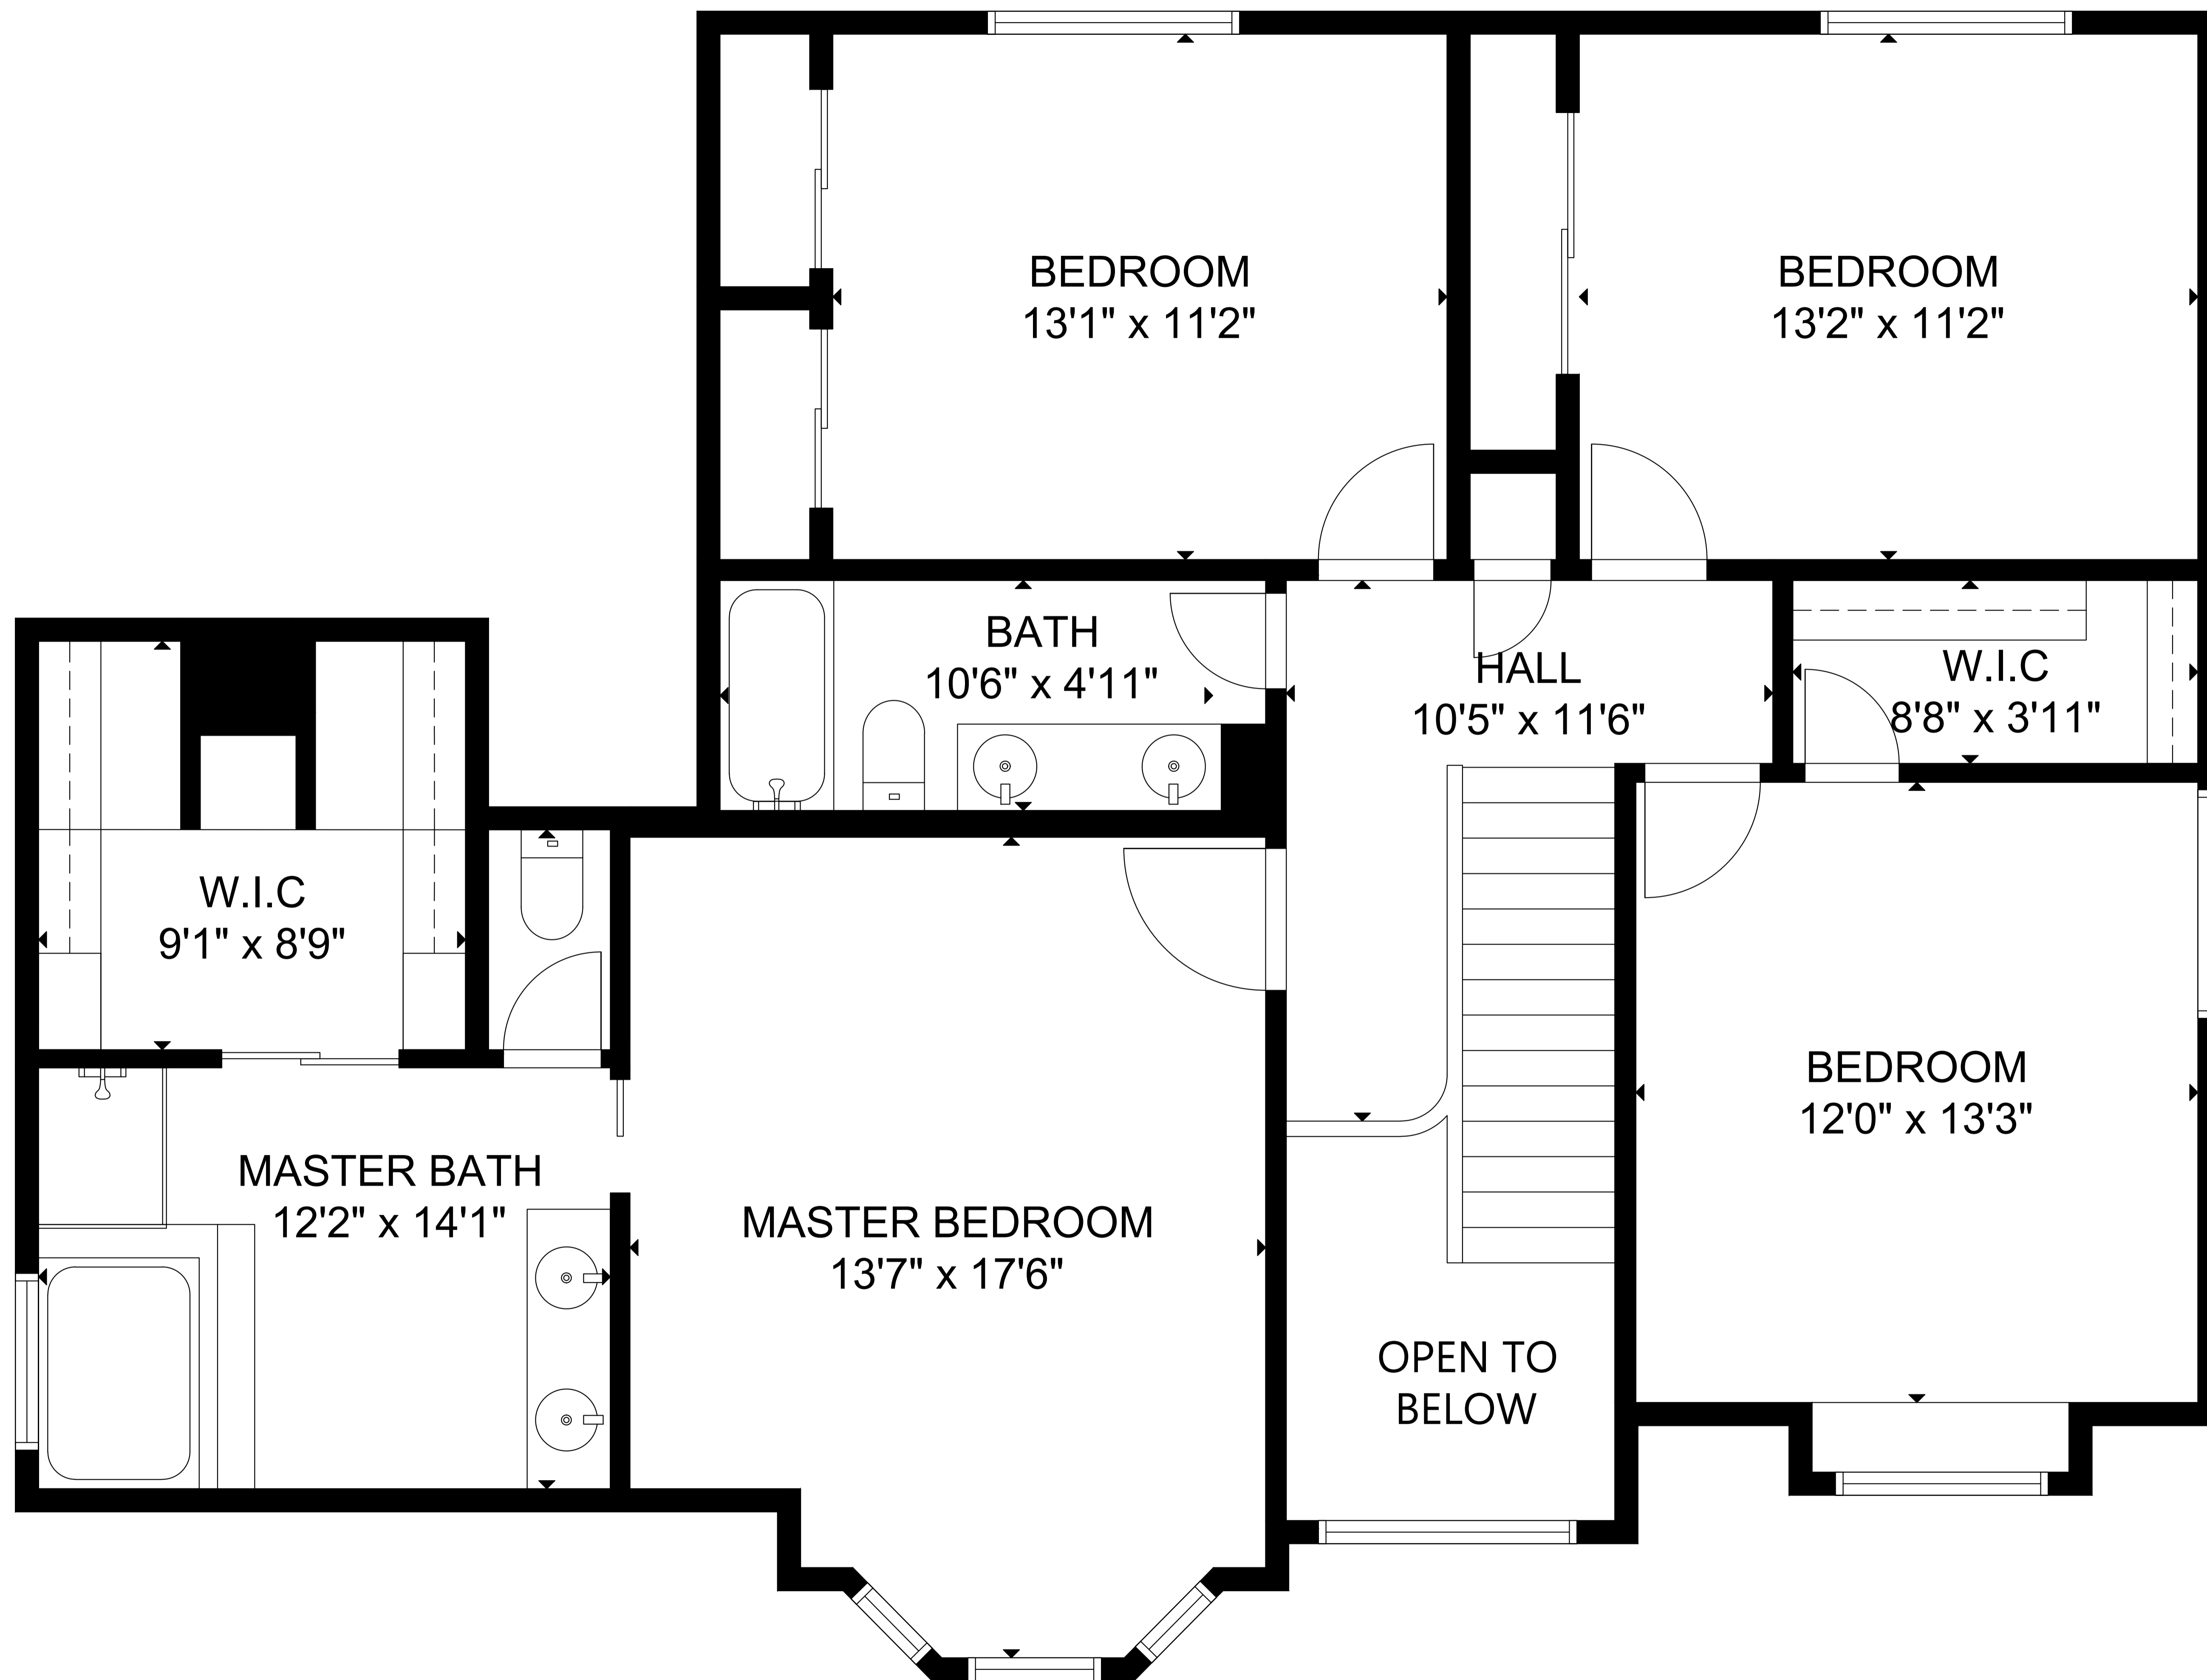 BEDROOM
13'1" x 11'2"
BEDROOM
13'2" x 11'2"
BATH
10'6" x 4'11"
HALL
10'5" x 11'6"
W.I.C
8'8" x 3'11"
W.I.C
9'1" x 8'9"
MASTER BATH
12'2" x 14'1"
MASTER BEDROOM
13'7" x 17'6"
BEDROOM
12'0" x 13'3"
OPEN TO
BELOW